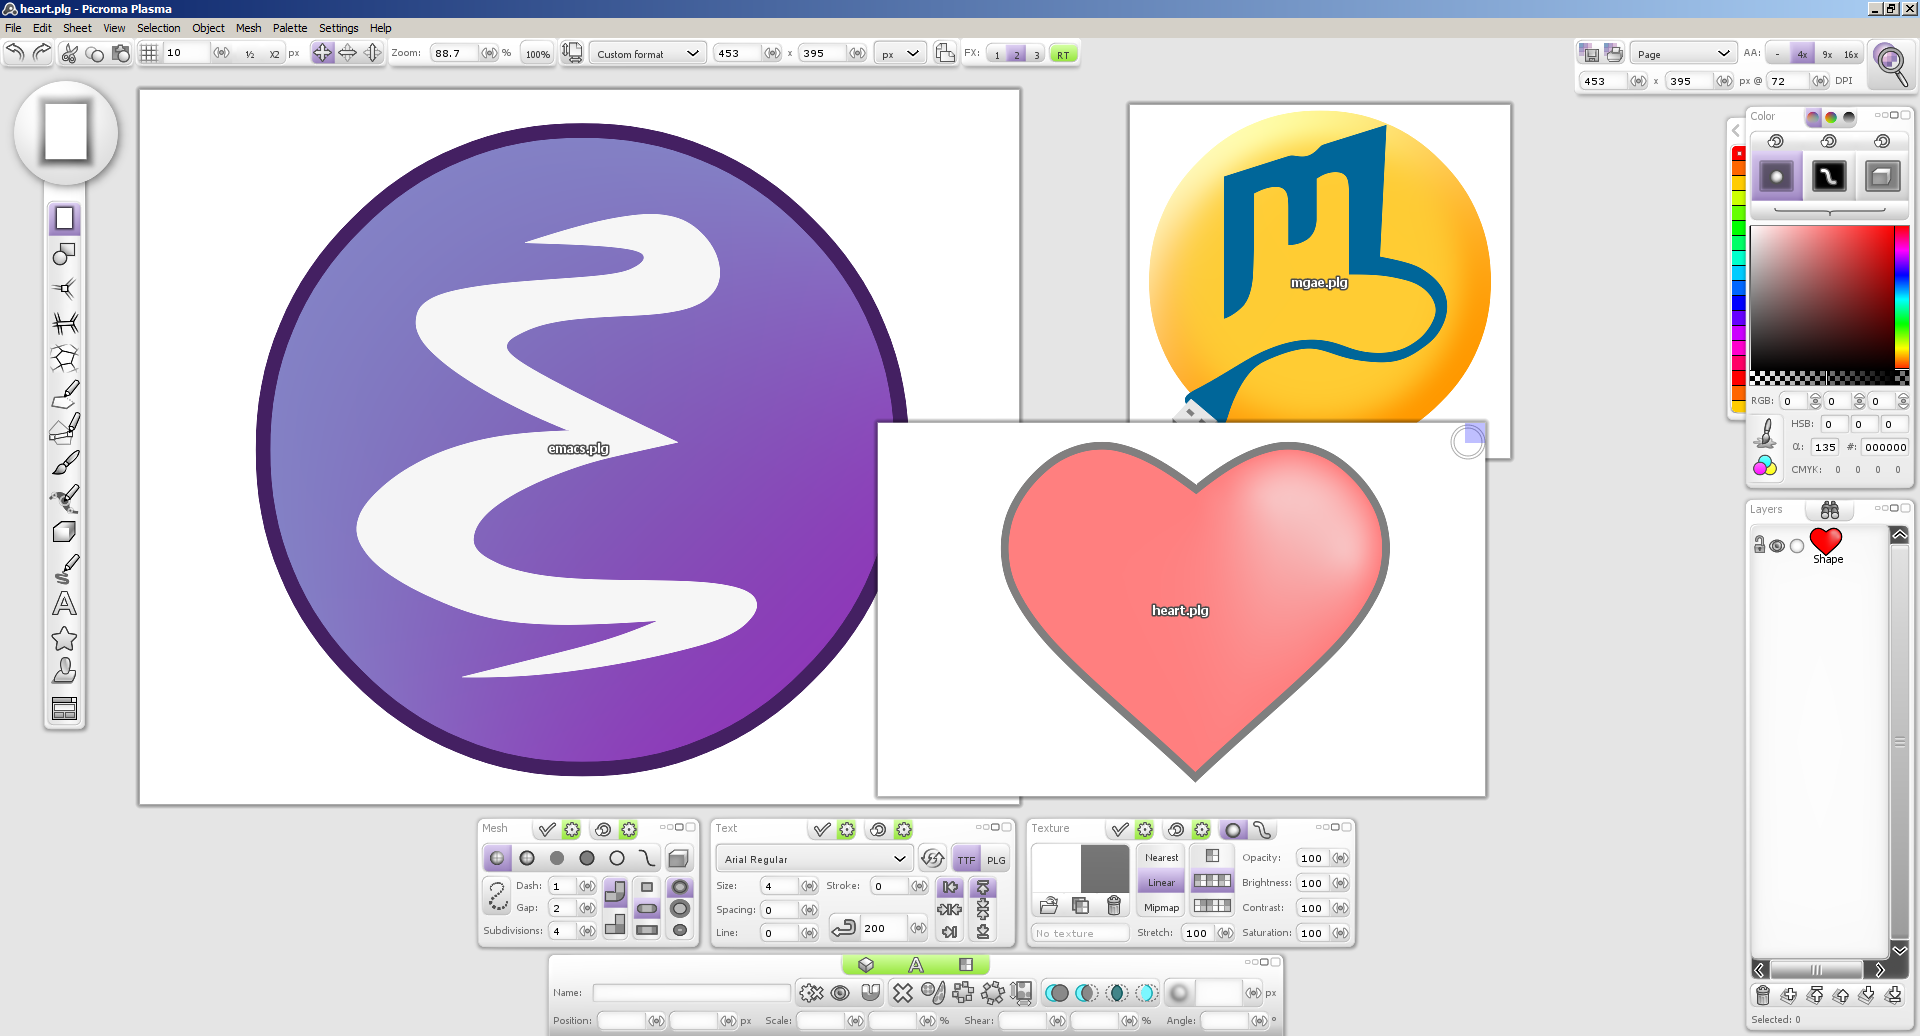 heart.plg - Picroma Plasma
File Edit Sheet View Selection Object Mesh Palette Settings Help
10 ½ X2 px Zoom: 88.7 % 100% Custom format 453 x 395 px FX: 1 2 3 RT
Page AA: - 4x 9x 16x
453 x 395 px @ 72 DPI
Color
RGB: 0 0 0
HSB: 0 0 0
α: 135 #: 000000
CMYK: 0 0 0 0
mgae.plg
emacs.plg
heart.plg
Layers
Shape
Selected: 0
Mesh
Dash: 1
Gap: 2
Subdivisions: 4
Text
Arial Regular TTF PLG
Size: 4 Stroke: 0
Spacing: 0
Line: 0 200
Texture
Nearest Opacity: 100
Linear Brightness: 100
Mipmap Contrast: 100
No texture Stretch: 100 Saturation: 100
A
Name: px
Position: px Scale: % Shear: % Angle: °